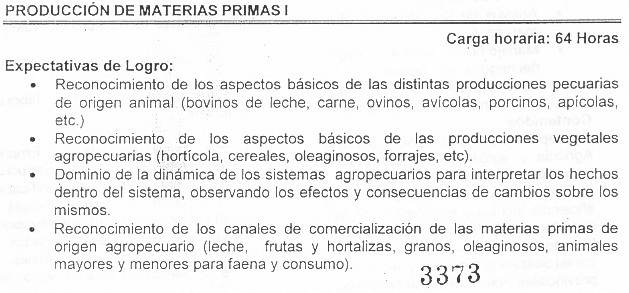 PRODUCCIÓN DE MATERIAS PRIMAS I
Carga horaria: 64 Horas
Expectativas de Logro:
• Reconocimiento de los aspectos básicos de las distintas producciones pecuarias
de origen animal (bovinos de leche, carne, ovinos, avícolas, porcinos, apícolas,
etc.)
• Reconocimiento de los aspectos básicos de las producciones vegetales
agropecuarias (hortícola, cereales, oleaginosos, forrajes, etc).
• Dominio de la dinámica de los sistemas agropecuarios para interpretar los hechos
dentro del sistema, observando los efectos y consecuencias de cambios sobre los
mismos.
• Reconocimiento de los canales de comercialización de las materias primas de
origen agropecuario (leche, frutas y hortalizas, granos, oleaginosos, animales
mayores y menores para faena y consumo).
3373